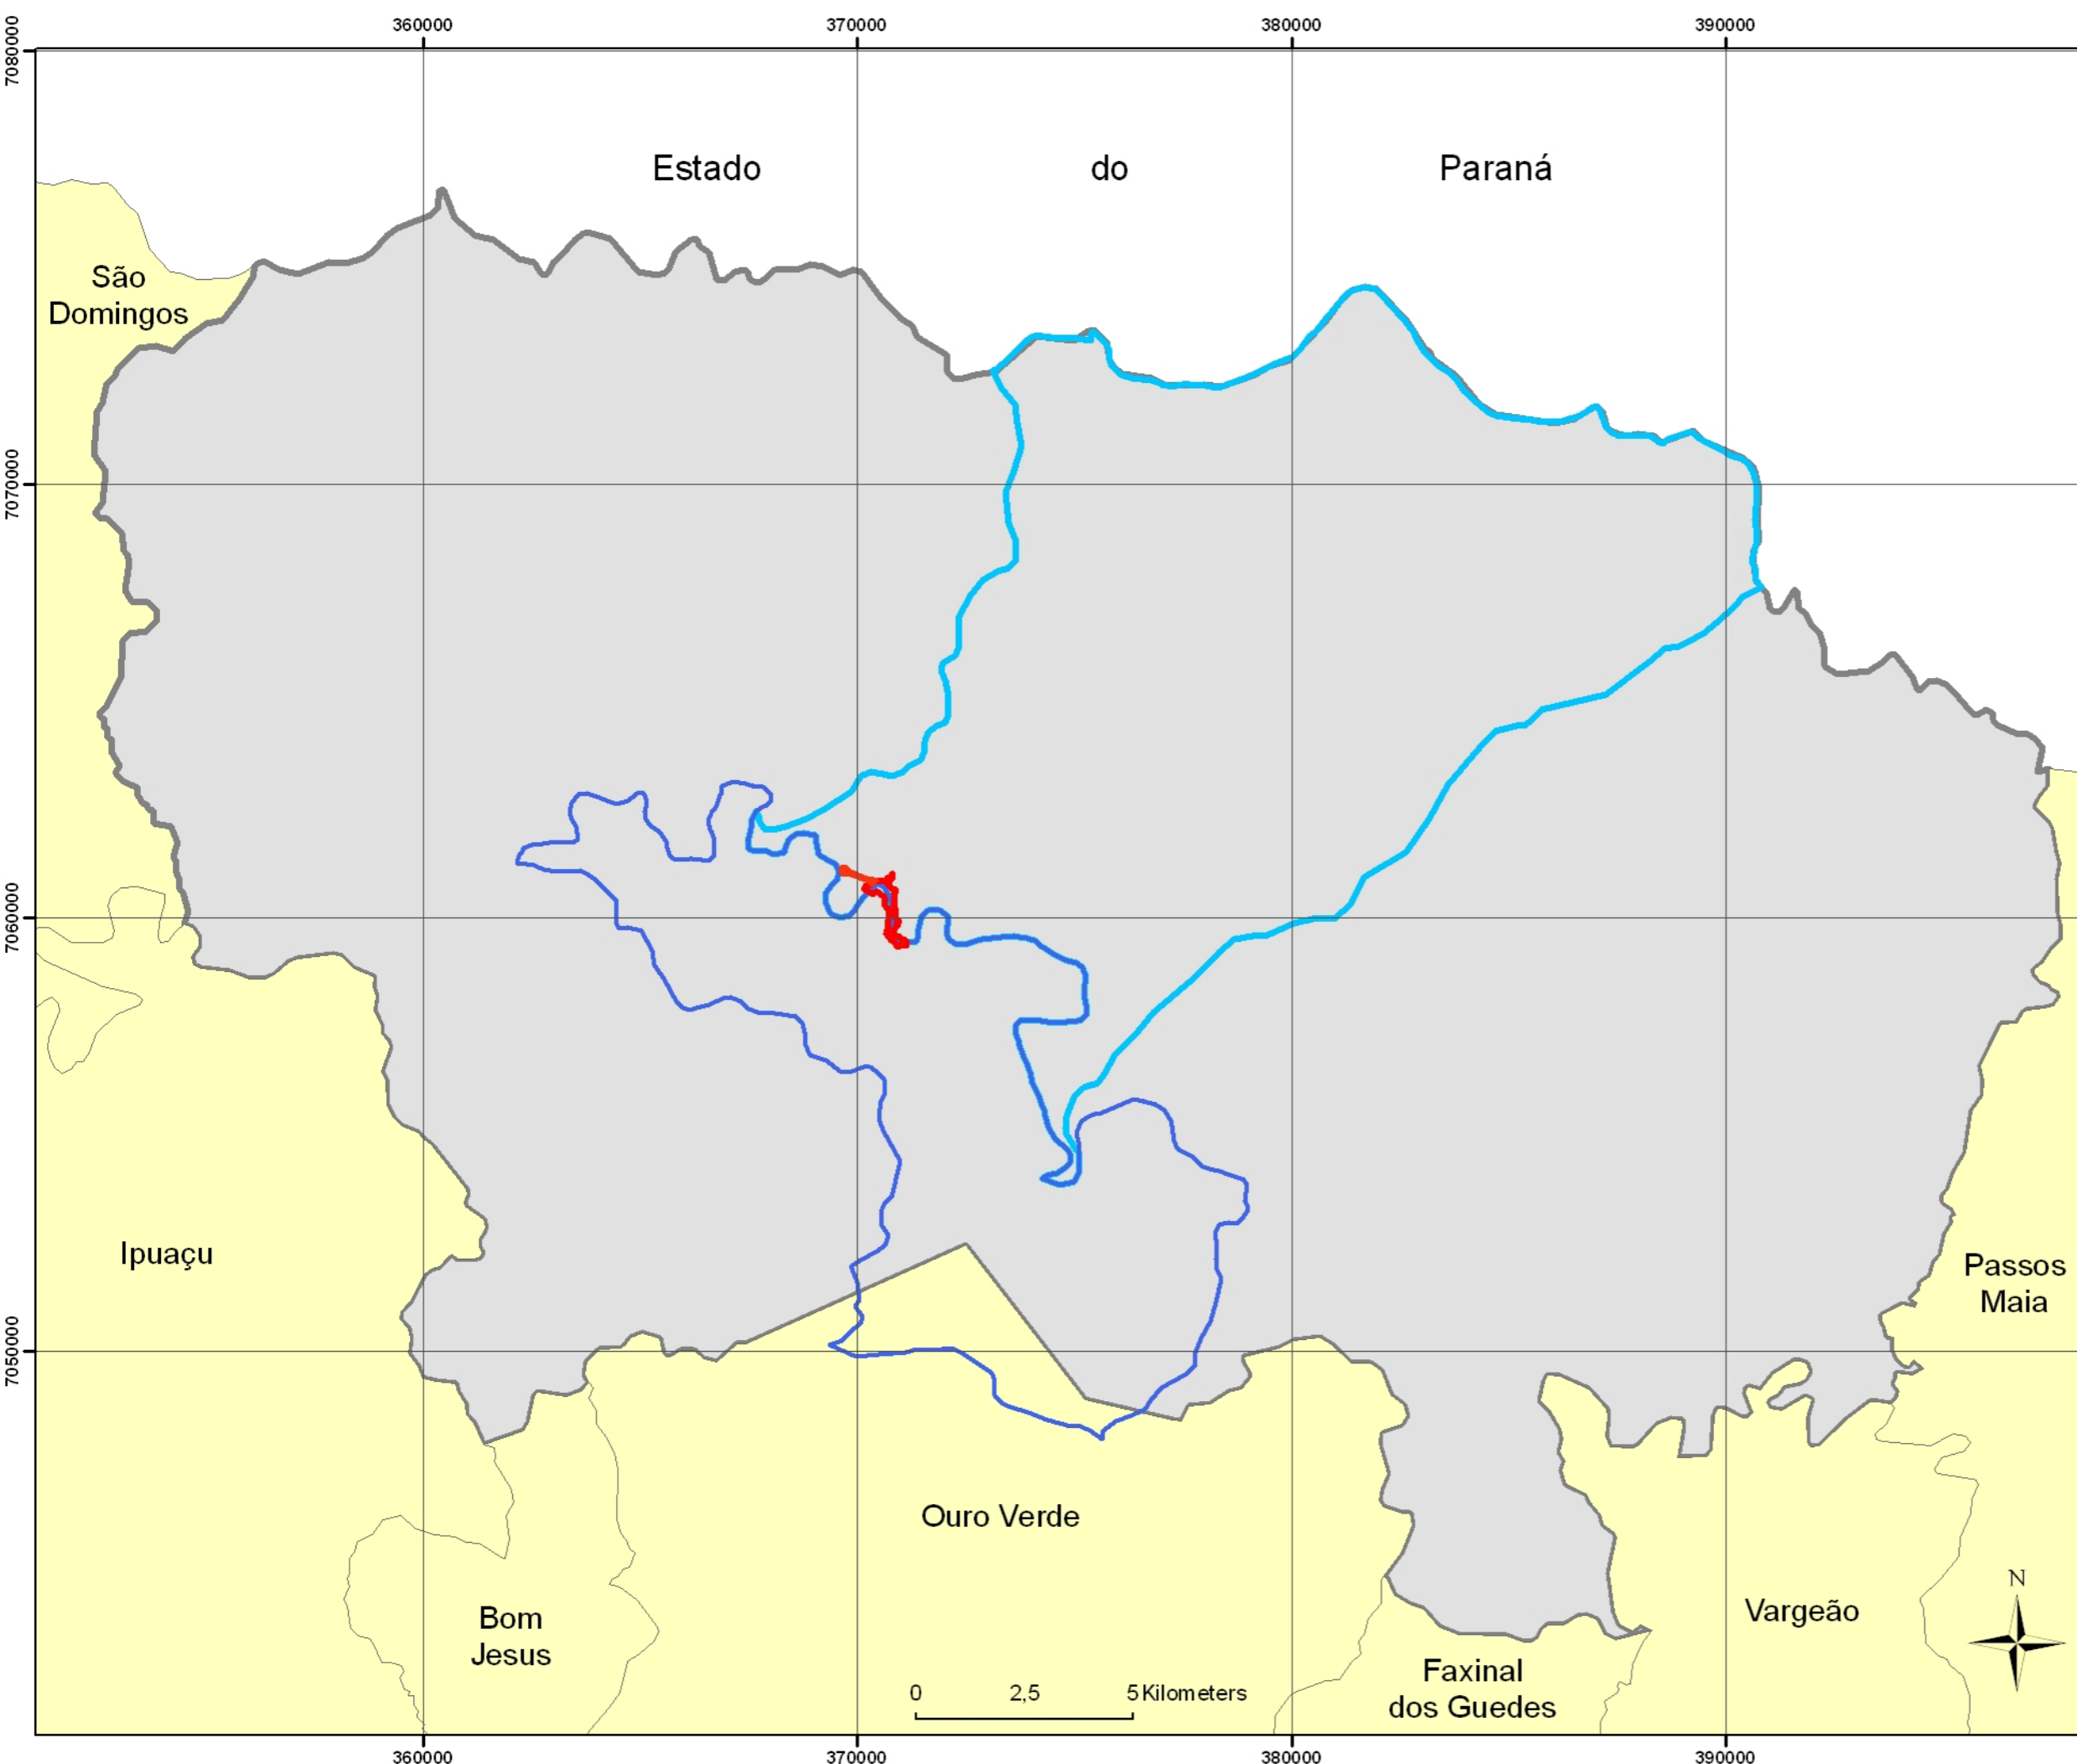 360000 370000 380000 390000
7080000
Estado do Paraná
São
Domingos
7070000
7060000
Ipuaçu
Passos
Maia
7050000
Ouro Verde
N
Vargeão
Bom
Jesus
Faxinal
dos Guedes
0 2,5 5 Kilometers
360000 370000 380000 390000